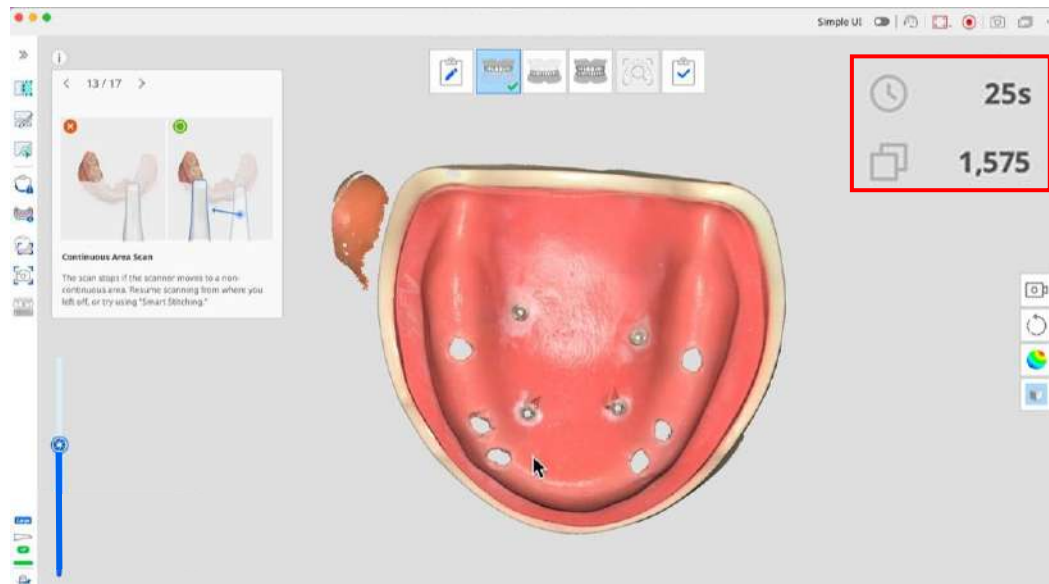 Simple UI
13/17
25s
1,575
Continuous Area Scan
The scan stops if the scanner moves to a non-
continuous area. Resume scanning from where you
left off, or try using "Smart Stitching."